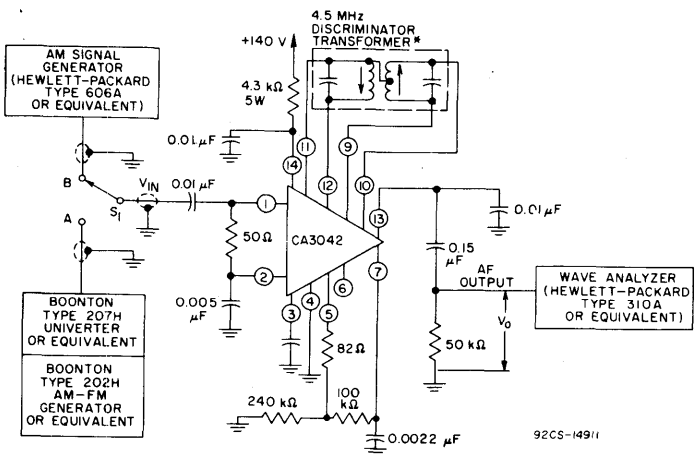 4.5 MHz
DISCRIMINATOR
TRANSFORMER*
+140 V
AM SIGNAL
GENERATOR
(HEWLETT-PACKARD
TYPE 606A
OR EQUIVALENT)
4.3 kΩ
5W
0.01 µF
11
9
14
12
10
B
VIN
0.01 µF
S1
A
1
13
0.01 µF
50Ω
CA3042
0.15
µF
2
7
AF
OUTPUT
WAVE ANALYZER
(HEWLETT-PACKARD
TYPE 310A
OR EQUIVALENT)
6
0.005
µF
3
4
5
V0
BOONTON
TYPE 207H
UNIVERTER
OR EQUIVALENT
82Ω
50 kΩ
BOONTON
TYPE 202H
AM-FM
GENERATOR
OR EQUIVALENT
240 kΩ
100
kΩ
0.0022 µF
92CS-14911